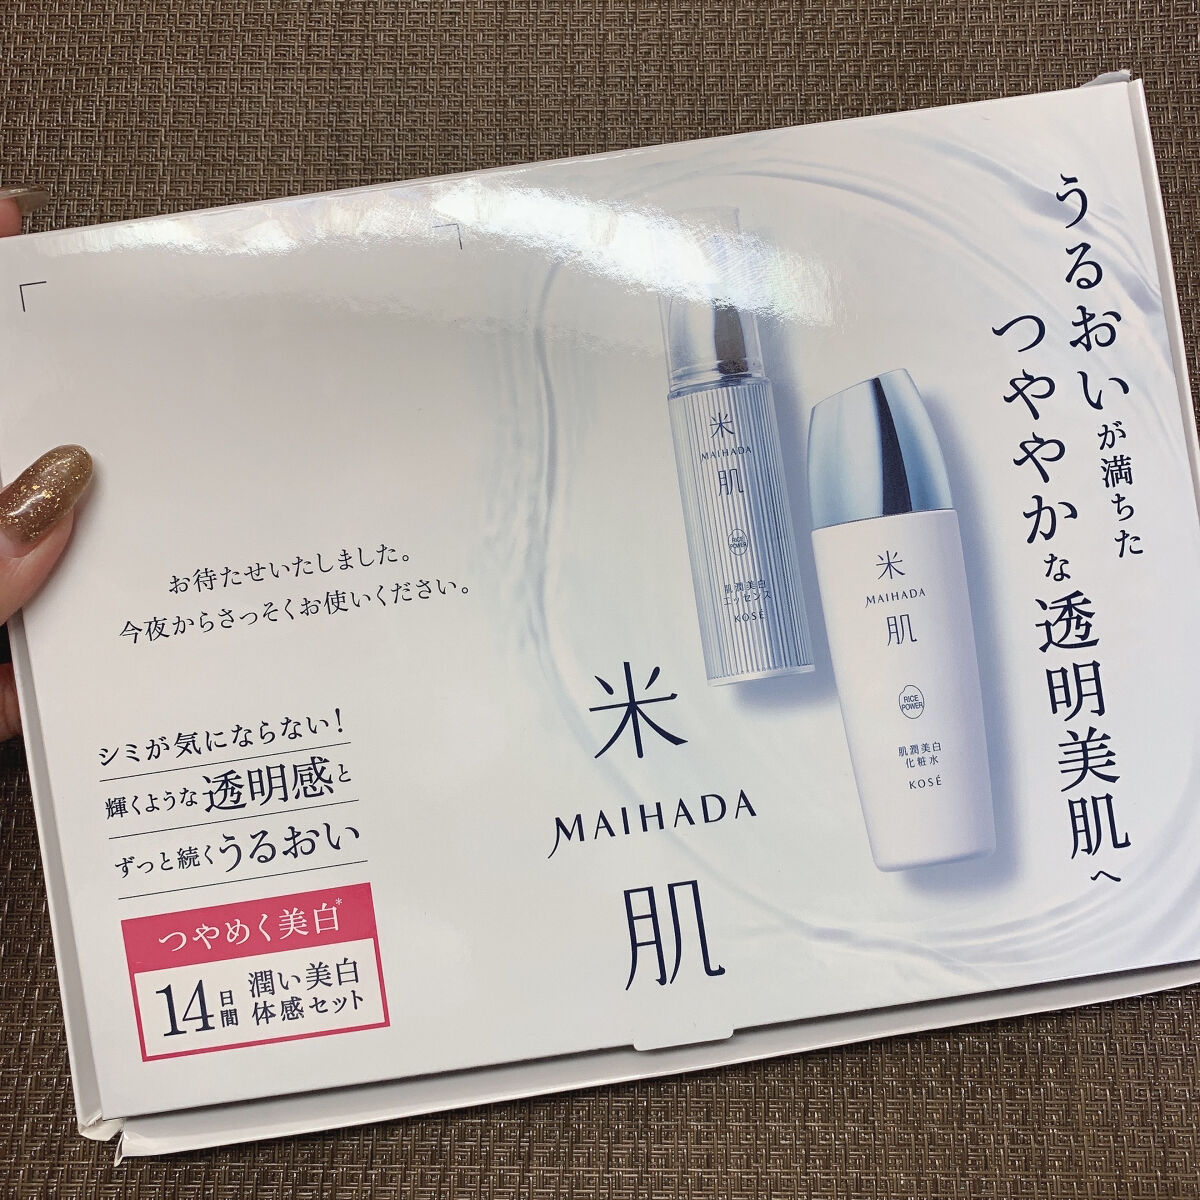 うるおいが満ちた
つややかな透明美肌へ
米
MAIHADA
肌
RICE
POWER
肌潤美白
エッセンス
KOSÉ
米
MAIHADA
肌
RICE
POWER
肌潤美白
化粧水
KOSÉ
お待たせいたしました。
今夜からさっそくお使いください。
米
MAIHADA
肌
シミが気にならない!
輝くような透明感と
ずっと続くうるおい
つやめく美白*
14日間
潤い美白
体感セット